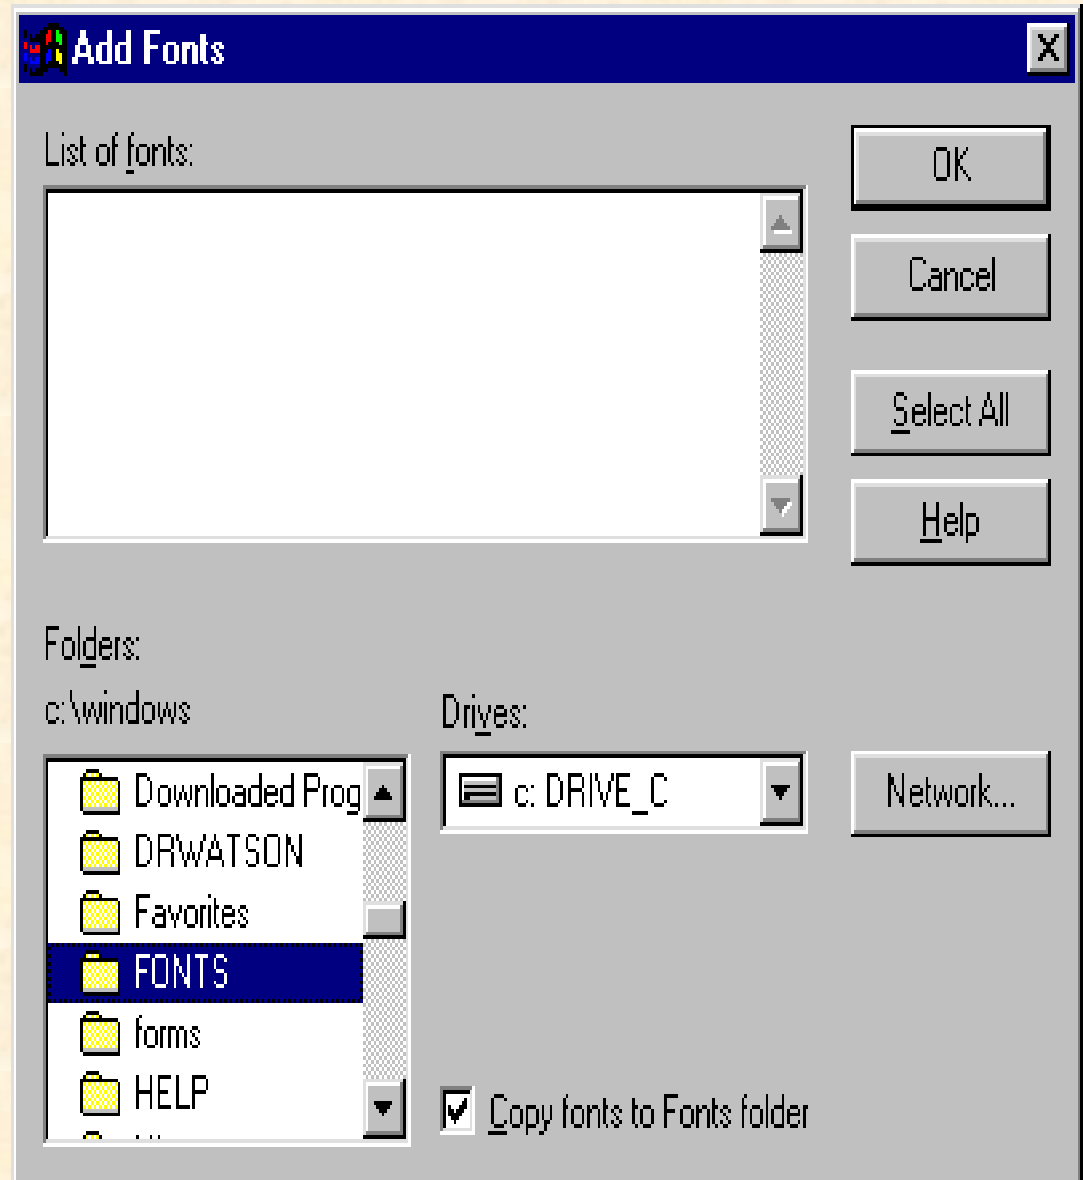 Add Fonts
List of fonts:
OK
Cancel
Select All
Help
Folders:
c:\windows
Drives:
Downloaded Prog
DRWATSON
Favorites
FONTS
forms
HELP
c: DRIVE_C
Network...
Copy fonts to Fonts folder